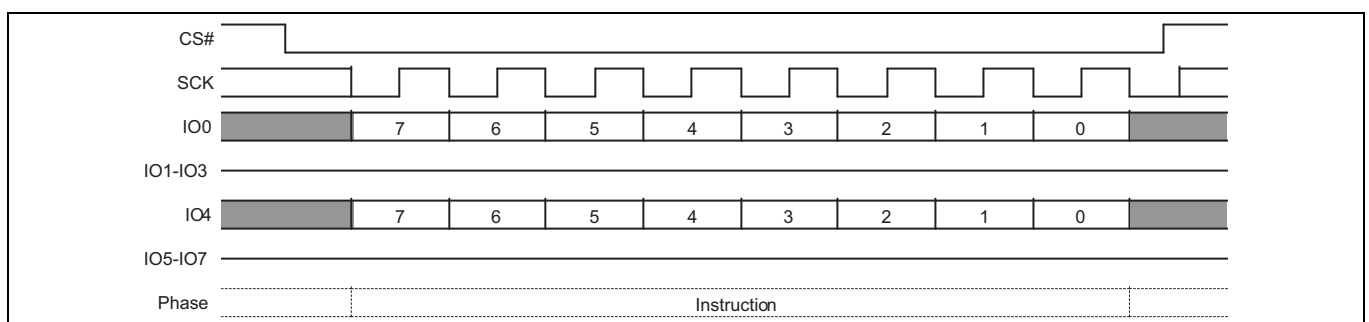 CS#
SCK
IO0 7 6 5 4 3 2 1 0
IO1-IO3
IO4 7 6 5 4 3 2 1 0
IO5-IO7
Phase Instruction